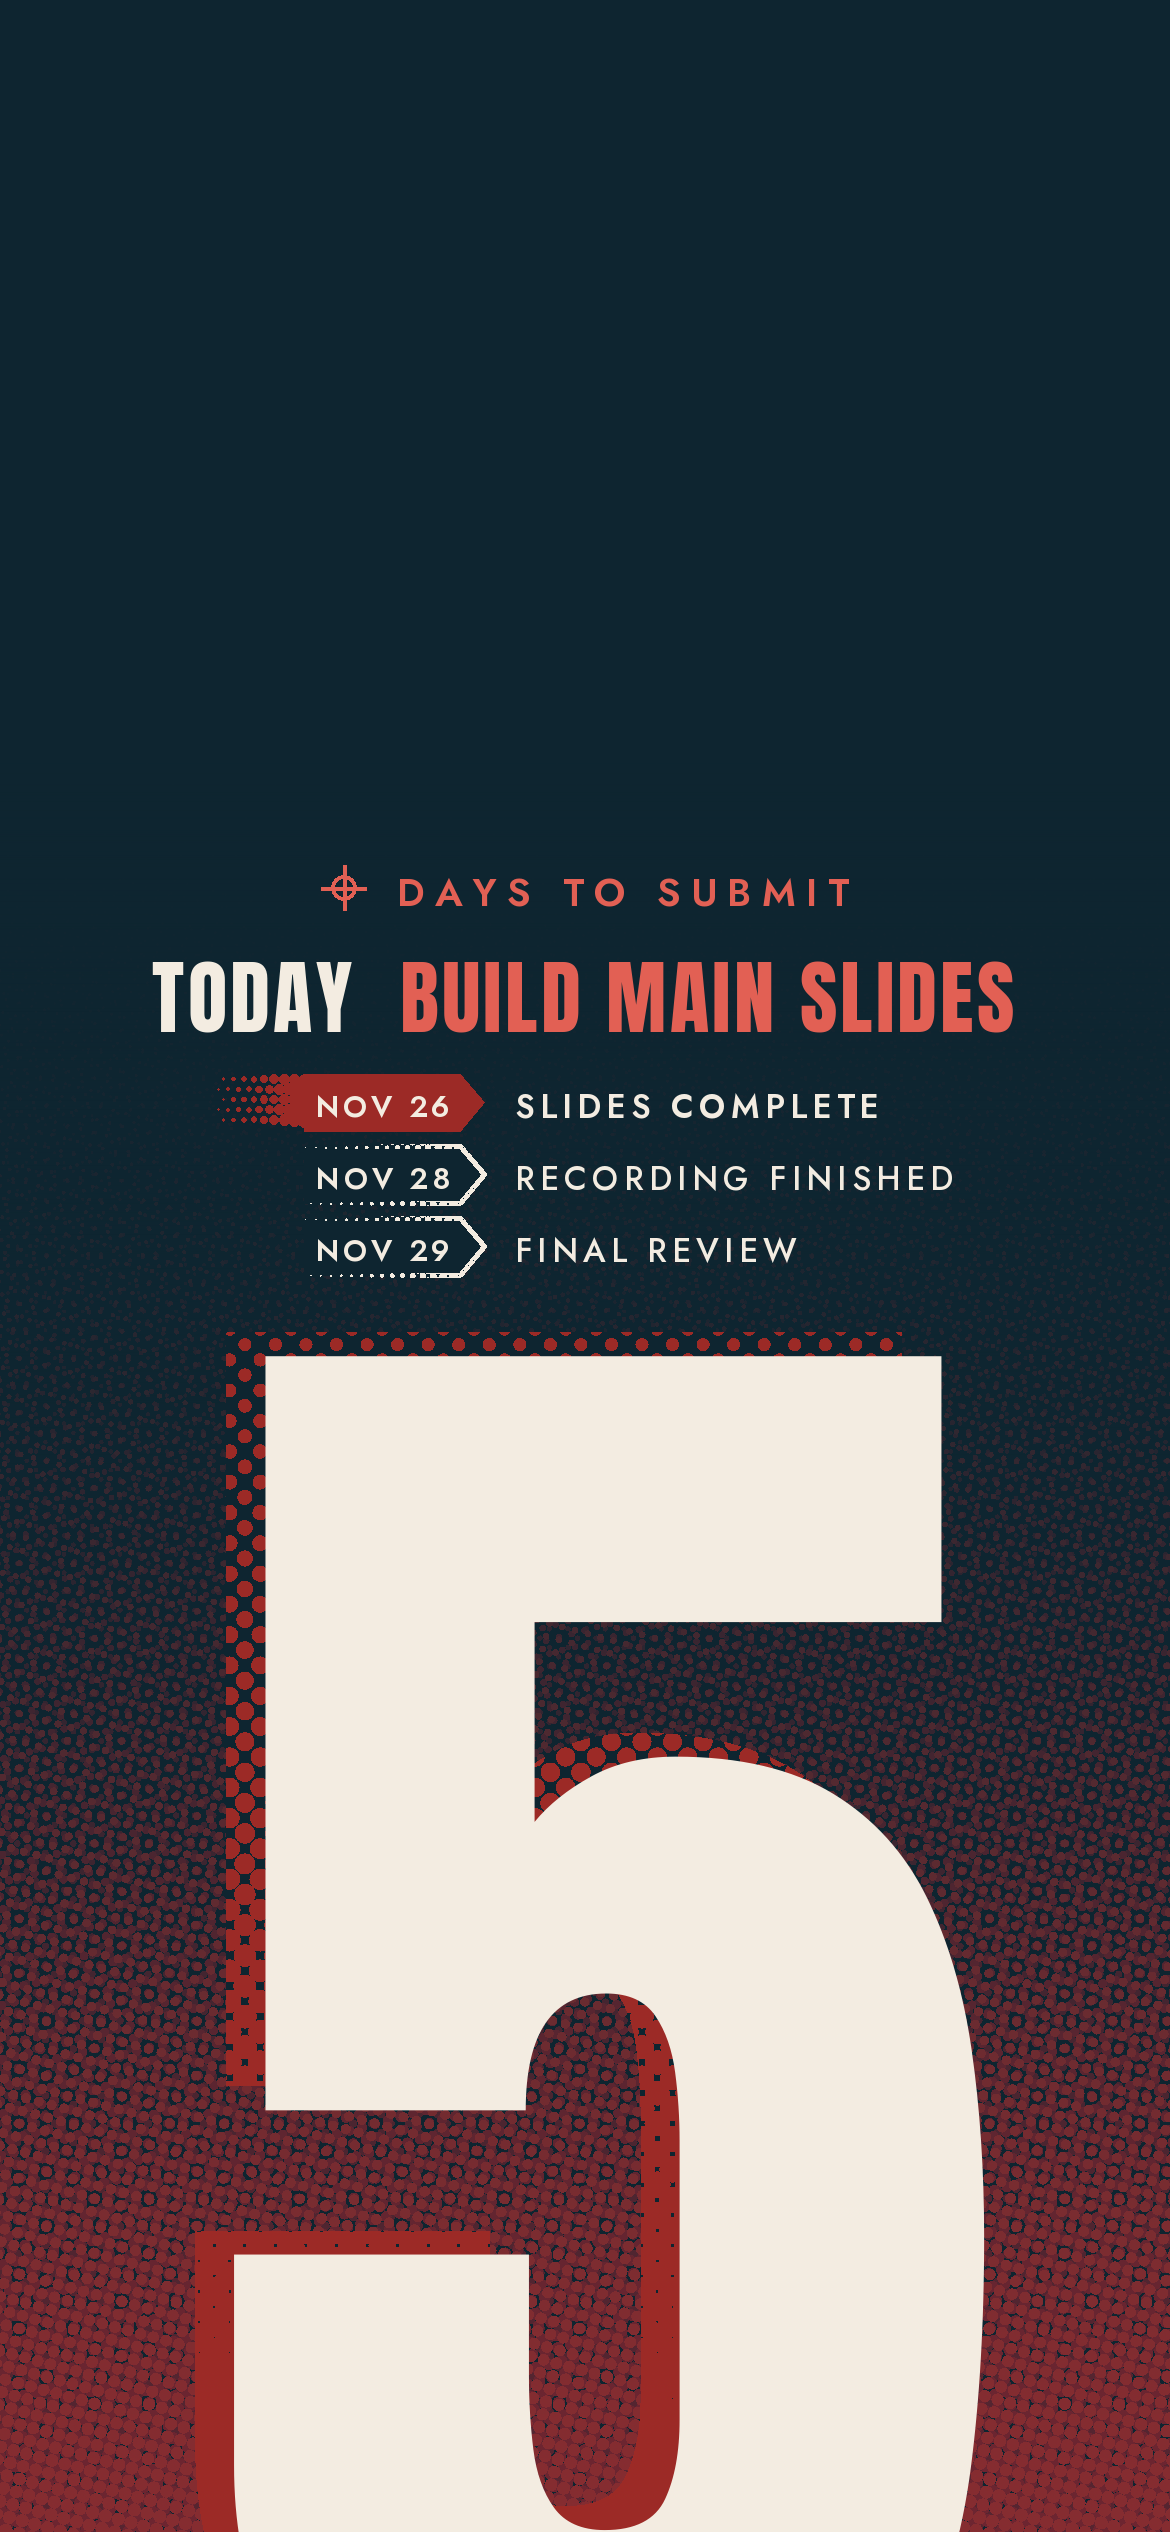 DAYS TO SUBMIT
TODAY BUILD MAIN SLIDES
NOV 26 SLIDES COMPLETE
NOV 28 RECORDING FINISHED
NOV 29 FINAL REVIEW
5